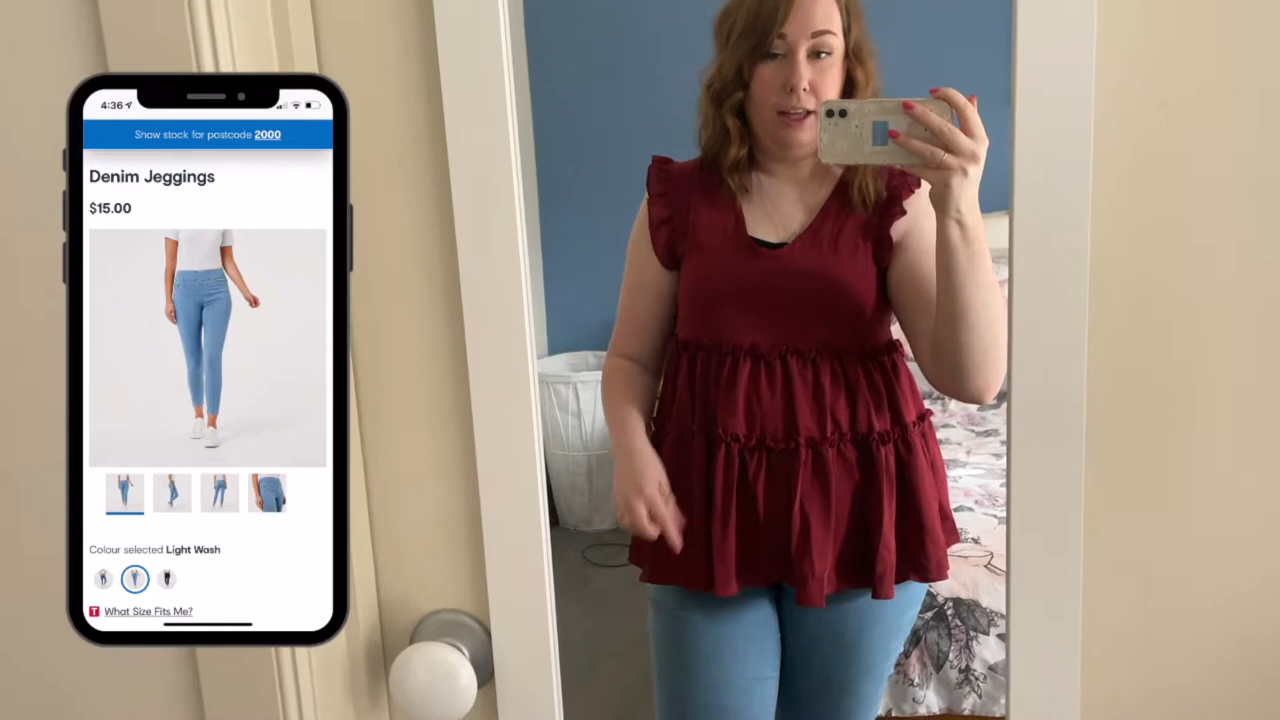 4:36
Show stock for postcode 2000
Denim Jeggings
$15.00
Colour selected Light Wash
T What Size Fits Me?